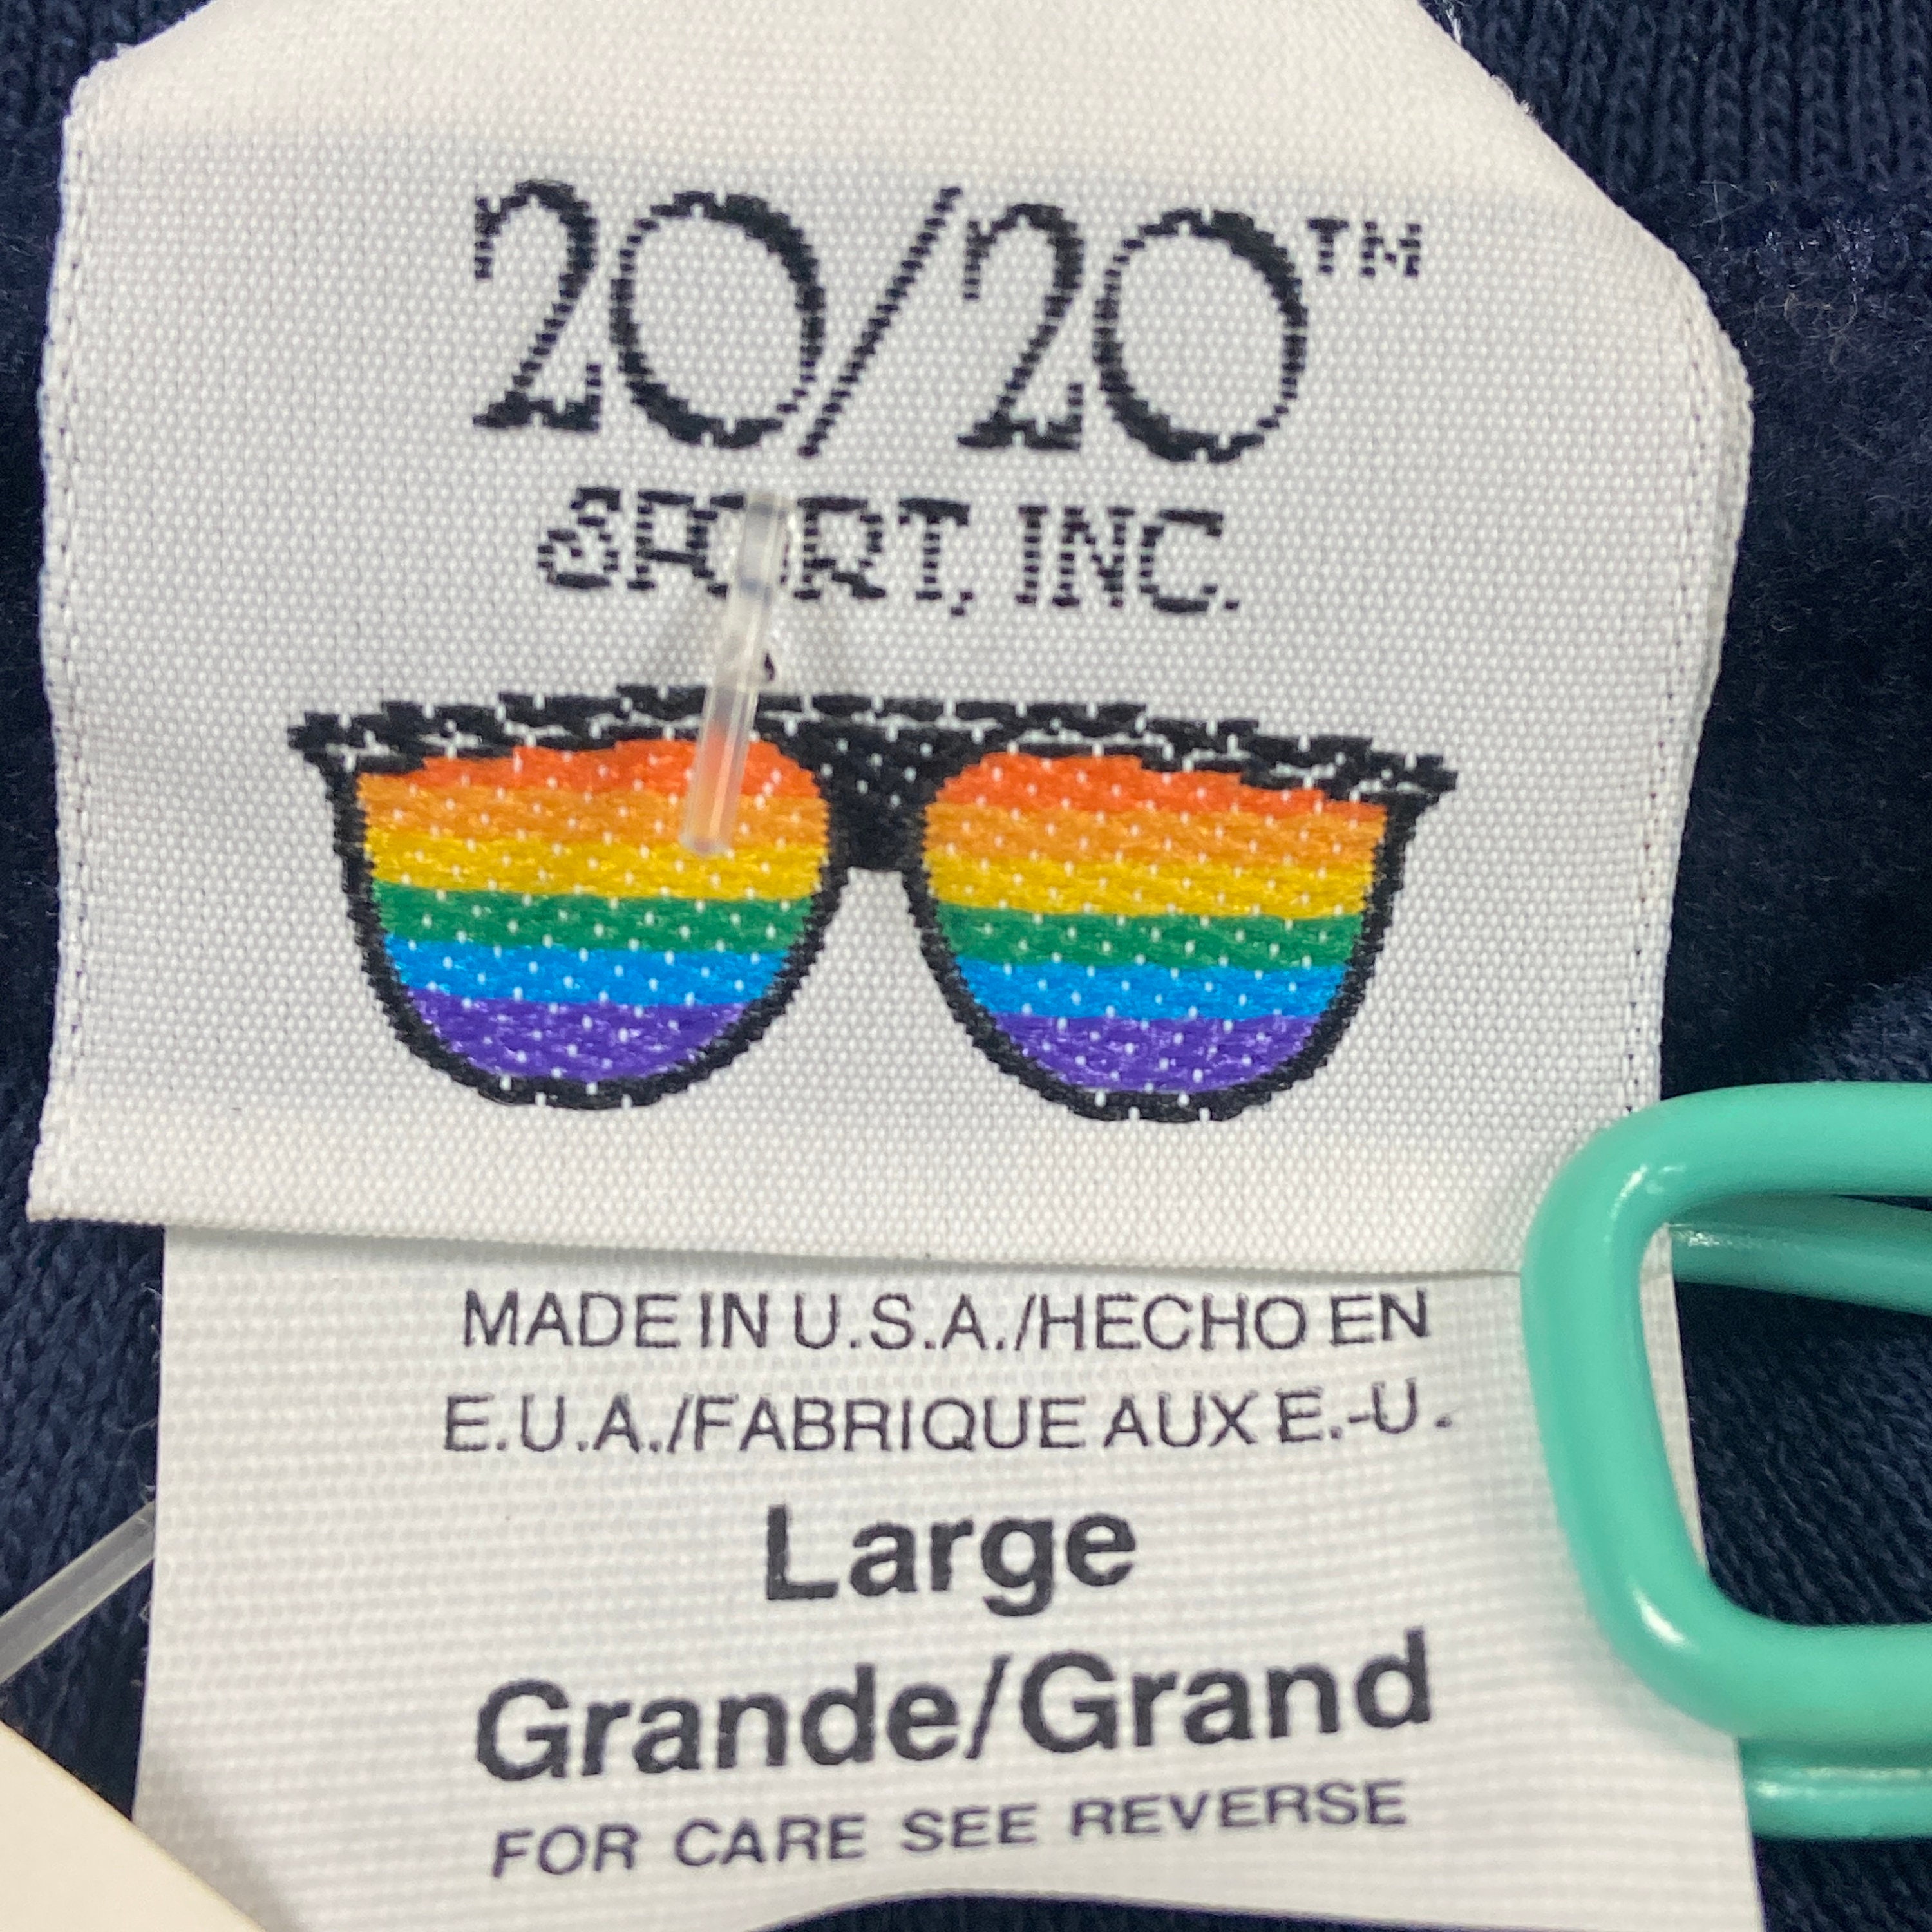 20/20™
SPORT, INC.
MADE IN U.S.A./HECHO EN
E.U.A./FABRIQUE AUX E.-U.
Large
Grande/Grand
FOR CARE SEE REVERSE